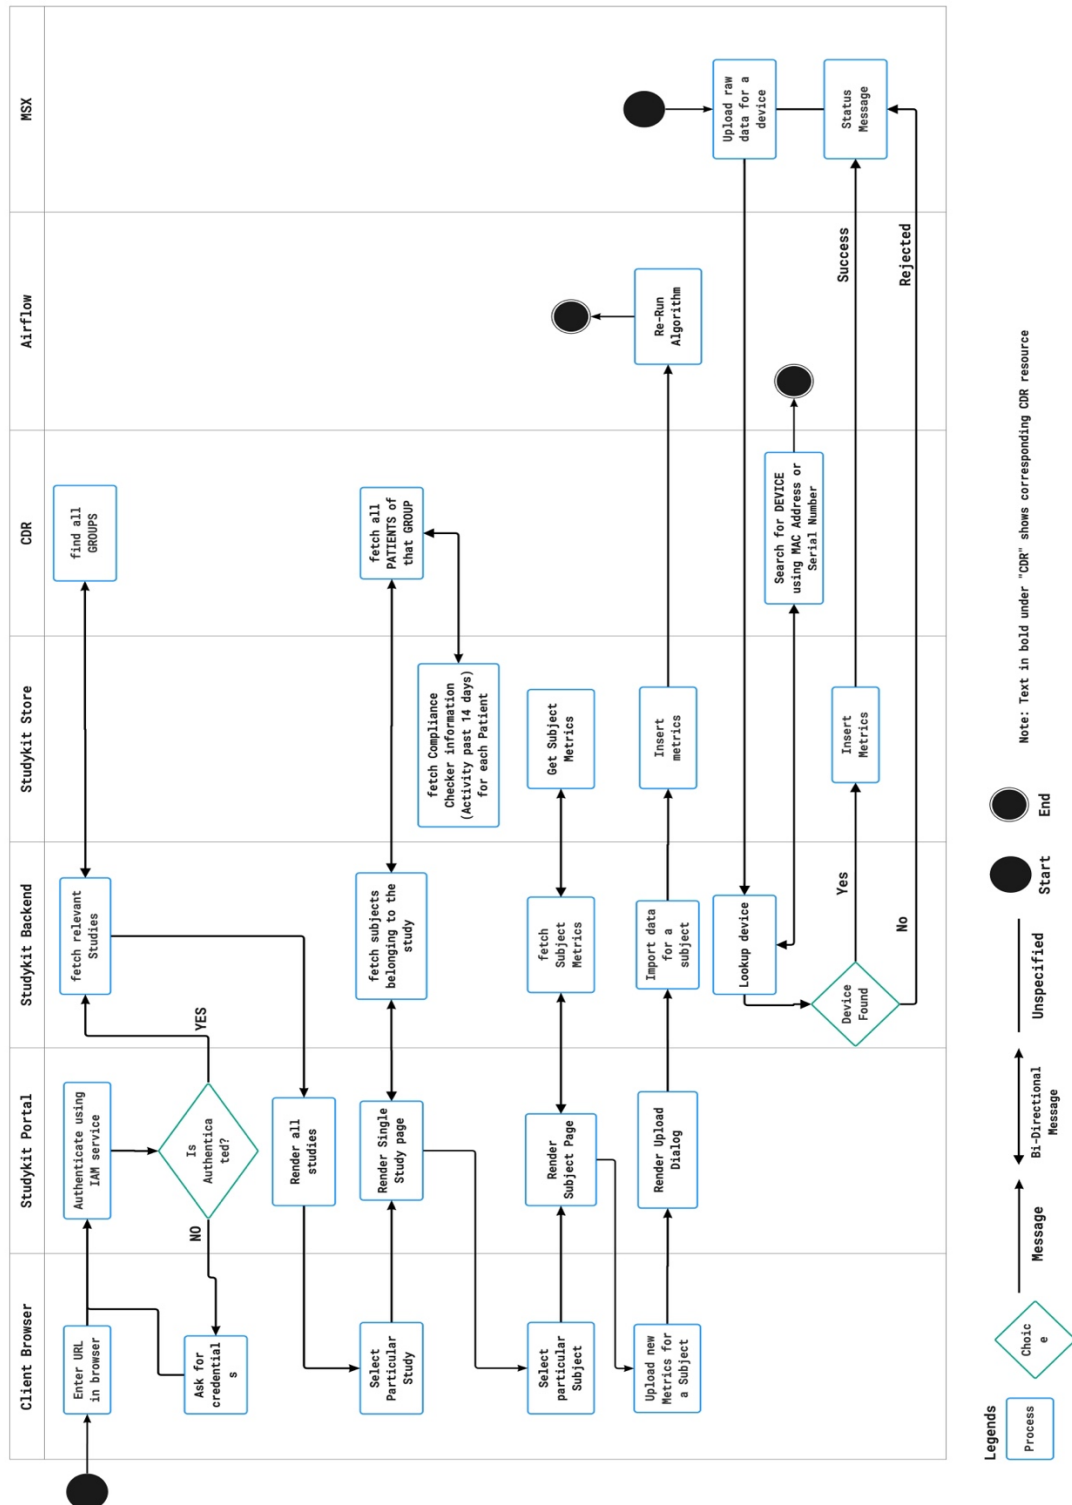 Client Browser
Studykit Portal
Studykit Backend
Studykit Store
CDR
Airflow
MSX
Enter URL
in browser
Authenticate using
IAM service
fetch relevant
Studies
find all
GROUPS
Ask for
credential
s
NO
Is
Authentica
ted?
YES
Render all
studies
Select
Particular
Study
Render Single
Study page
fetch subjects
belonging to the
study
fetch all
PATIENTS of
that GROUP
fetch Compliance
Checker information
(Activity past 14 days)
for each Patient
Select
particular
Subject
Render
Subject Page
fetch
Subject
Metrics
Get Subject
Metrics
Upload new
Metrics for
a Subject
Render Upload
Dialog
Import data
for a
subject
Insert
metrics
Re-Run
Algorithm
Upload raw
data for a
device
Lookup device
Search for DEVICE
using MAC Address or
Serial Number
Device
Found
Yes
Insert
Metrics
Success
Status
Message
No
Rejected
Legends
Process
Choic
e
Message
Bi-Directional
Message
Unspecified
Start
End
Note: Text in bold under "CDR" shows corresponding CDR resource